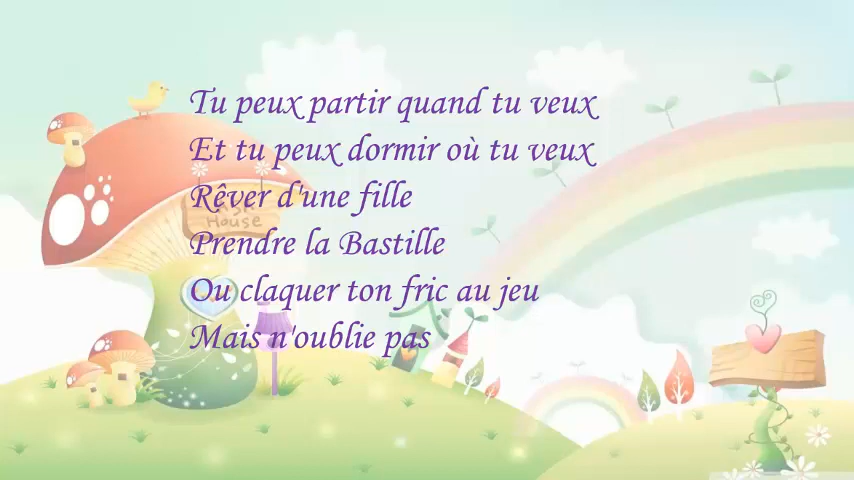 Tu peux partir quand tu veux
Et tu peux dormir où tu veux
Rêver d'une fille
Prendre la Bastille
Ou claquer ton fric au jeu
Mais n'oublie pas
House